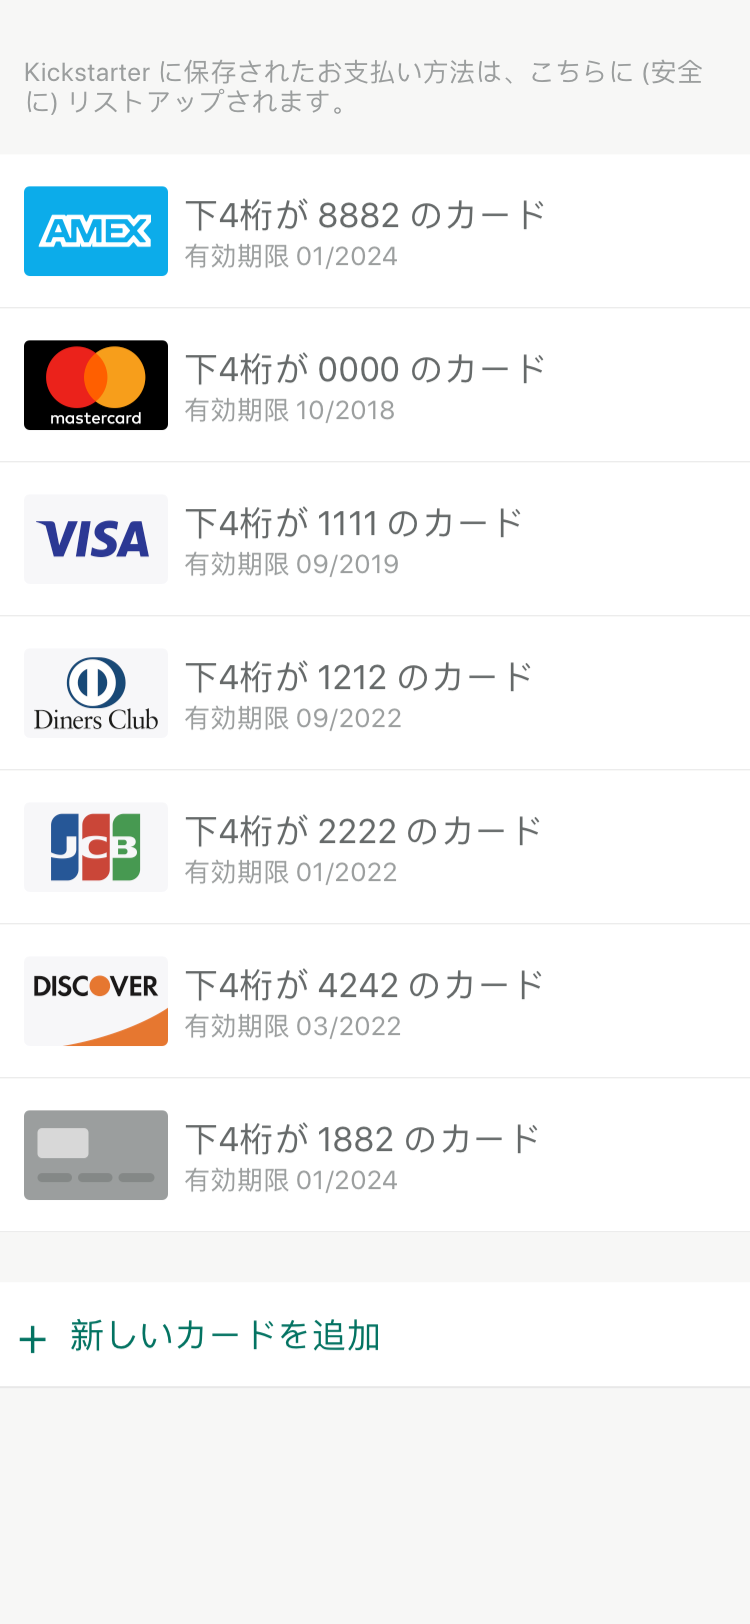 Kickstarter に保存されたお支払い方法は、こちらに (安全
に) リストアップされます。
AMEX
下4桁が 8882 のカード
有効期限 01/2024
mastercard
下4桁が 0000 のカード
有効期限 10/2018
VISA
下4桁が 1111 のカード
有効期限 09/2019
Diners Club
下4桁が 1212 のカード
有効期限 09/2022
JCB
下4桁が 2222 のカード
有効期限 01/2022
DISCOVER
下4桁が 4242 のカード
有効期限 03/2022
下4桁が 1882 のカード
有効期限 01/2024
+ 新しいカードを追加